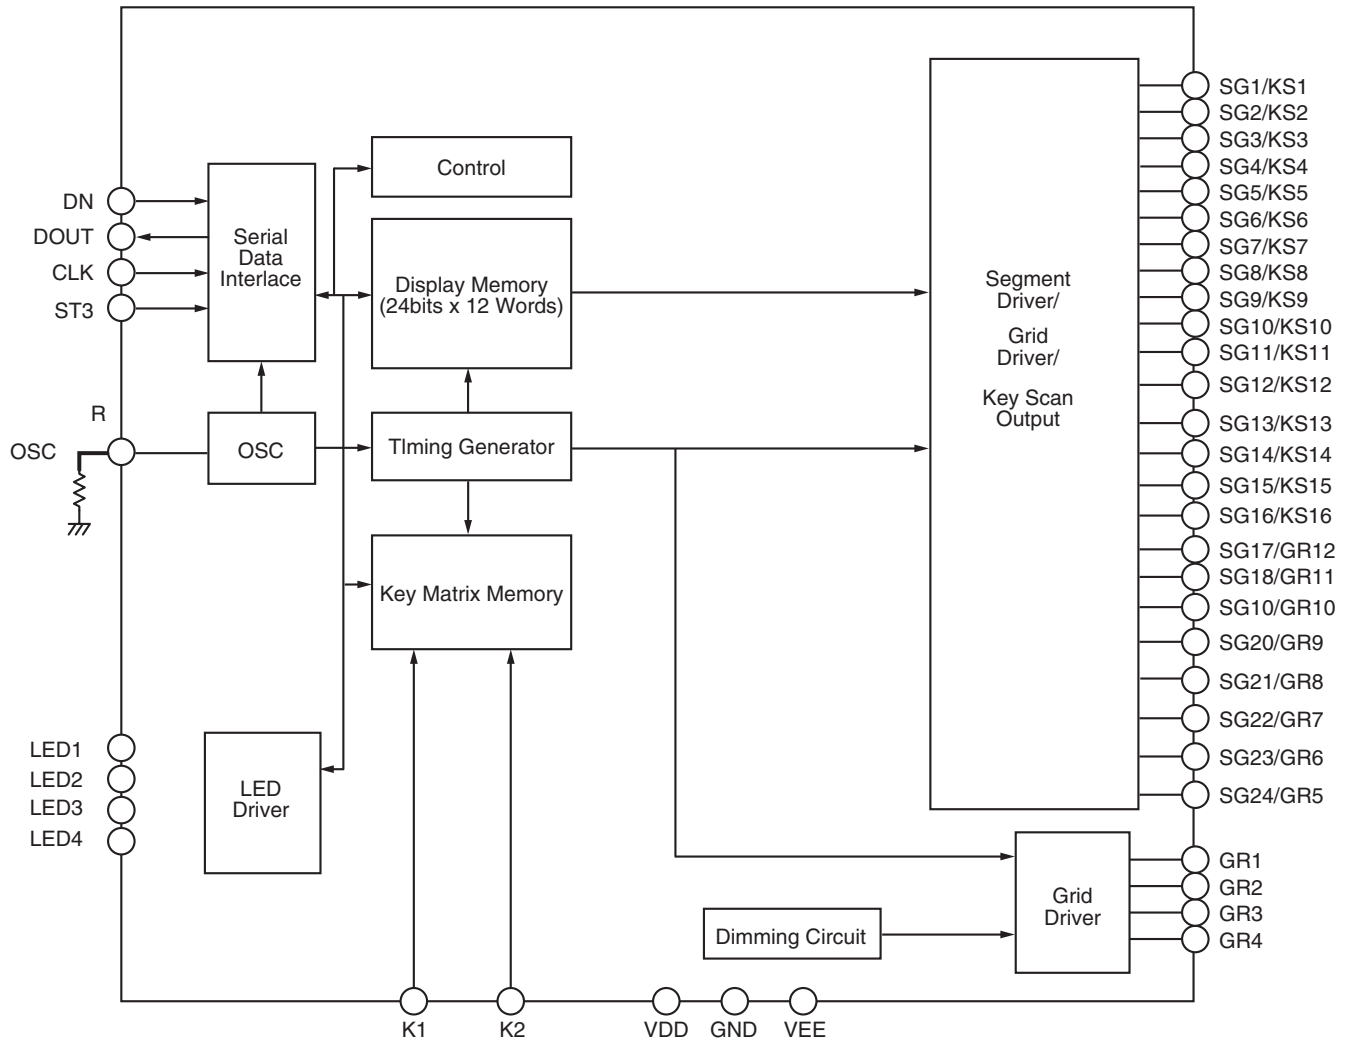 SG1/KS1
SG2/KS2
SG3/KS3
SG4/KS4
SG5/KS5
SG6/KS6
SG7/KS7
SG8/KS8
SG9/KS9
SG10/KS10
SG11/KS11
SG12/KS12
SG13/KS13
SG14/KS14
SG15/KS15
SG16/KS16
SG17/GR12
SG18/GR11
SG10/GR10
SG20/GR9
SG21/GR8
SG22/GR7
SG23/GR6
SG24/GR5
GR1
GR2
GR3
GR4
Control
DN
DOUT
CLK
ST3
Serial
Data
Interlace
Display Memory
(24bits x 12 Words)
Segment
Driver/
Grid
Driver/
Key Scan
Output
R
OSC
OSC
TIming Generator
Key Matrix Memory
LED1
LED2
LED3
LED4
LED
Driver
Dimming Circuit
Grid
Driver
K1
K2
VDD
GND
VEE